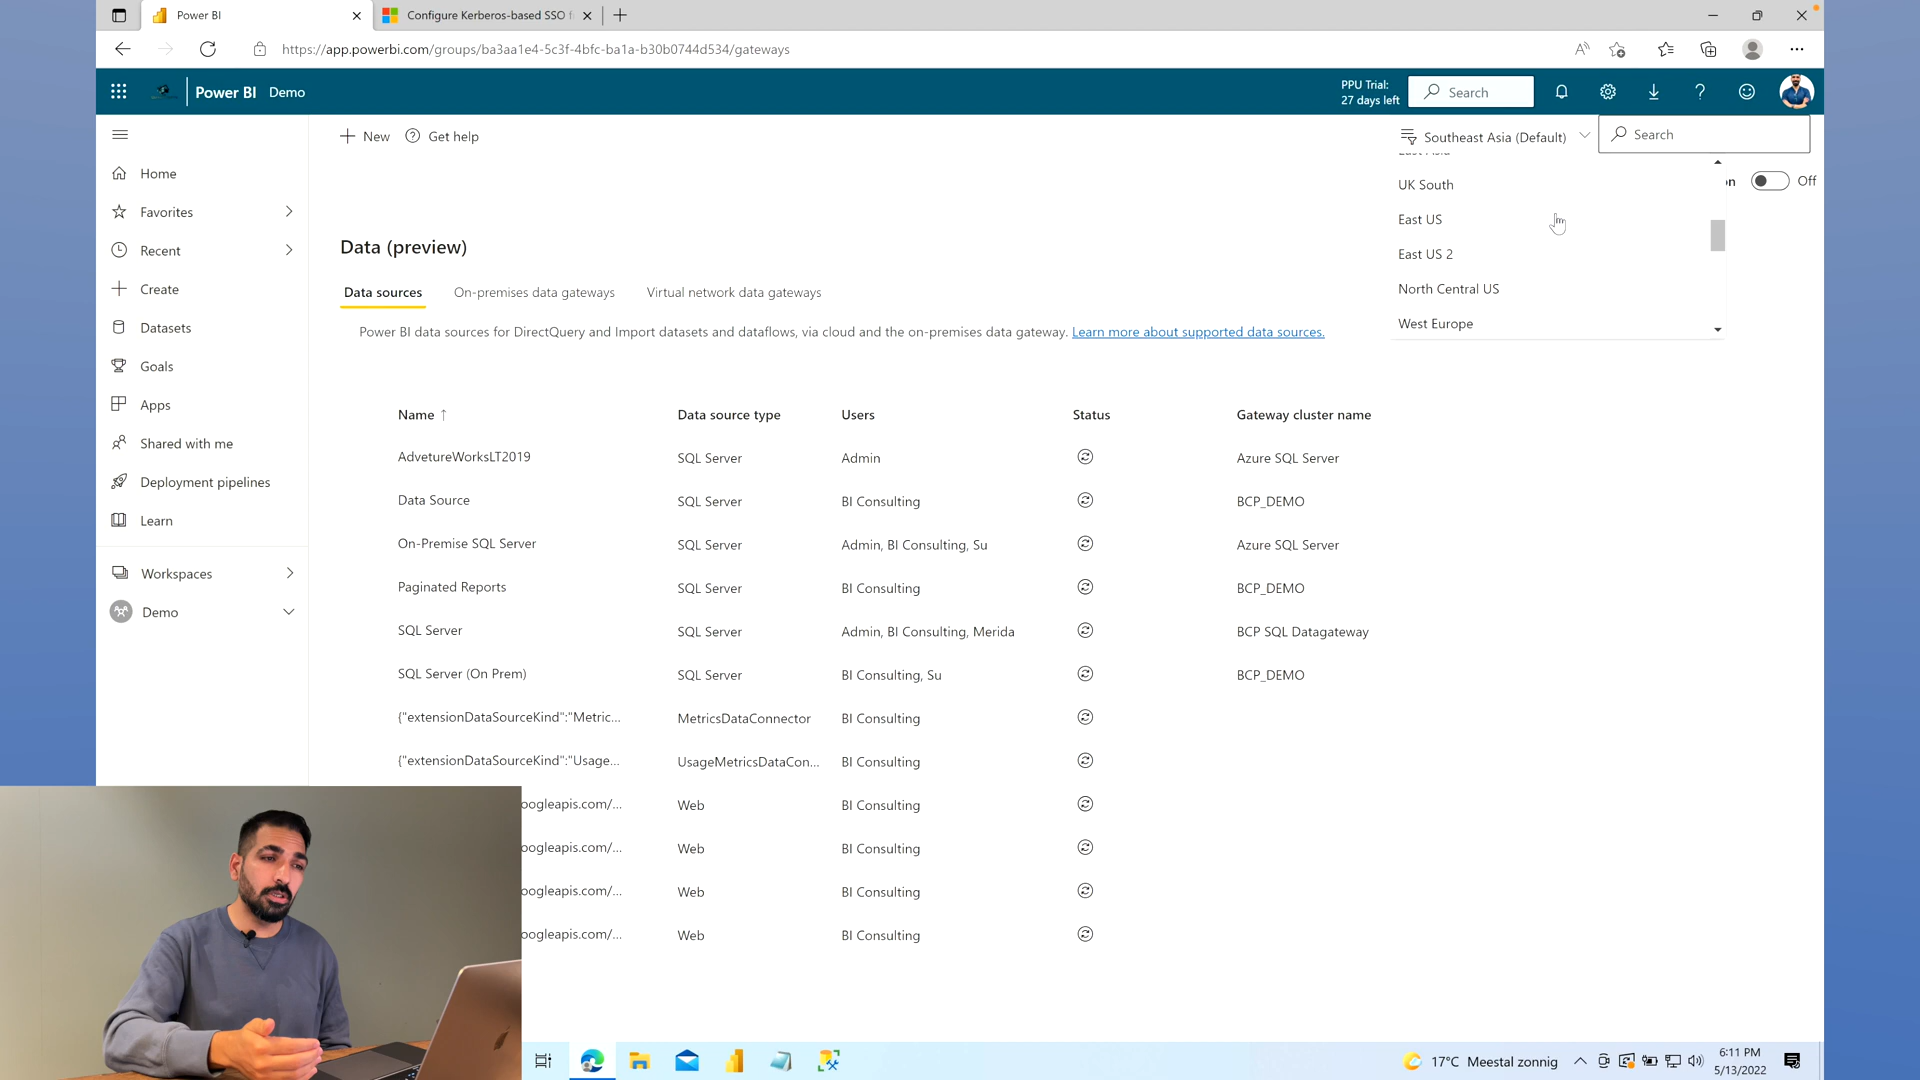 Power BI
Configure Kerberos-based SSO f
https://app.powerbi.com/groups/ba3aa1e4-5c3f-4bfc-ba1a-b30b0744d534/gateways
Power BI Demo
PPU Trial:
27 days left
Search
New Get help
Southeast Asia (Default)
Search
East Asia
UK South
East US
East US 2
North Central US
West Europe
on Off
Home
Favorites
Recent
Create
Datasets
Goals
Apps
Shared with me
Deployment pipelines
Learn
Workspaces
Demo
Data (preview)
Data sources On-premises data gateways Virtual network data gateways
Power BI data sources for DirectQuery and Import datasets and dataflows, via cloud and the on-premises data gateway. Learn more about supported data sources.
Name ↑ Data source type Users Status Gateway cluster name
AdvetureWorksLT2019 SQL Server Admin Azure SQL Server
Data Source SQL Server BI Consulting BCP_DEMO
On-Premise SQL Server SQL Server Admin, BI Consulting, Su Azure SQL Server
Paginated Reports SQL Server BI Consulting BCP_DEMO
SQL Server SQL Server Admin, BI Consulting, Merida BCP SQL Datagateway
SQL Server (On Prem) SQL Server BI Consulting, Su BCP_DEMO
{"extensionDataSourceKind":"Metric... MetricsDataConnector BI Consulting
{"extensionDataSourceKind":"Usage... UsageMetricsDataCon... BI Consulting
oogleapis.com/... Web BI Consulting
oogleapis.com/... Web BI Consulting
oogleapis.com/... Web BI Consulting
oogleapis.com/... Web BI Consulting
17°C Meestal zonnig
6:11 PM
5/13/2022